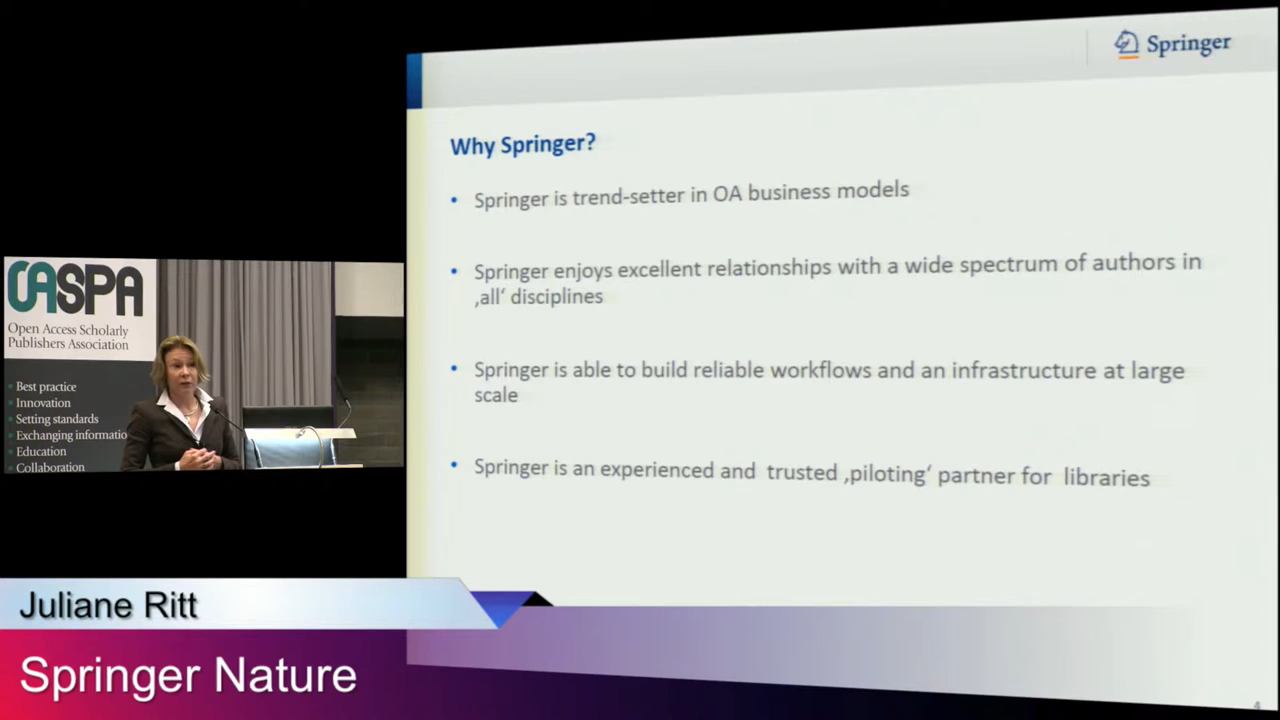 Springer
Why Springer?
• Springer is trend-setter in OA business models
• Springer enjoys excellent relationships with a wide spectrum of authors in
‚all‘ disciplines
• Springer is able to build reliable workflows and an infrastructure at large
scale
• Springer is an experienced and trusted ‚piloting‘ partner for libraries
4
OASPA
Open Access Scholarly
Publishers Association
Best practice
Innovation
Setting standards
Exchanging informatio
Education
Collaboration
Juliane Ritt
Springer Nature